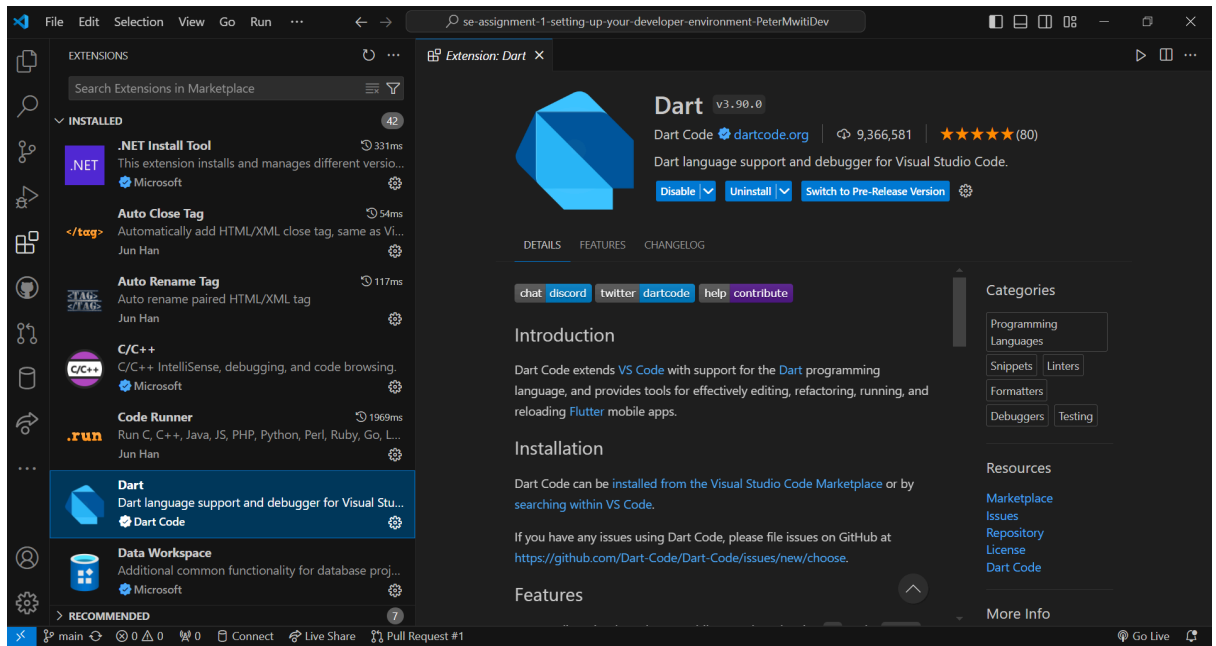 File Edit Selection View Go Run ··· ← → se-assignment-1-setting-up-your-developer-environment-PeterMwitiDev
EXTENSIONS
Search Extensions in Marketplace
INSTALLED 42
.NET
.NET Install Tool 331ms
This extension installs and manages different versio...
Microsoft
</tag>
Auto Close Tag 54ms
Automatically add HTML/XML close tag, same as Vi...
Jun Han
<TAG>
</TAG>
Auto Rename Tag 117ms
Auto rename paired HTML/XML tag
Jun Han
C/C++
C/C++
C/C++ IntelliSense, debugging, and code browsing.
Microsoft
.run
Code Runner 1969ms
Run C, C++, Java, JS, PHP, Python, Perl, Ruby, Go, L...
Jun Han
Dart
Dart language support and debugger for Visual Stu...
Dart Code
Data Workspace
Additional common functionality for database proj...
Microsoft
RECOMMENDED 7
Extension: Dart
Dart v3.90.0
Dart Code dartcode.org 9,366,581 ★★★★★(80)
Dart language support and debugger for Visual Studio Code.
Disable Uninstall Switch to Pre-Release Version
DETAILS FEATURES CHANGELOG
chat discord twitter dartcode help contribute
Introduction
Dart Code extends VS Code with support for the Dart programming
language, and provides tools for effectively editing, refactoring, running, and
reloading Flutter mobile apps.
Installation
Dart Code can be installed from the Visual Studio Code Marketplace or by
searching within VS Code.
If you have any issues using Dart Code, please file issues on GitHub at
https://github.com/Dart-Code/Dart-Code/issues/new/choose.
Features
Categories
Programming
Languages
Snippets Linters
Formatters
Debuggers Testing
Resources
Marketplace
Issues
Repository
License
Dart Code
More Info
main 0 0 0 Connect Live Share Pull Request #1 Go Live